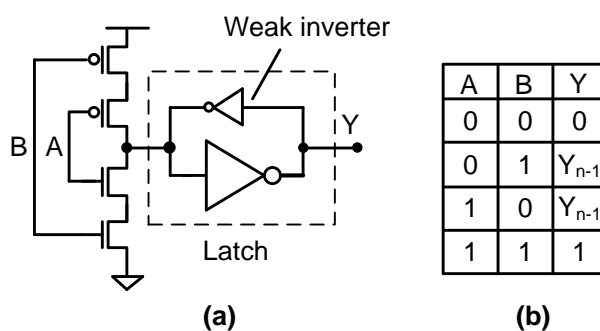 Weak inverter
Y
B
A
Latch
(a)
A B Y
0 0 0
0 1 Yn-1
1 0 Yn-1
1 1 1
(b)